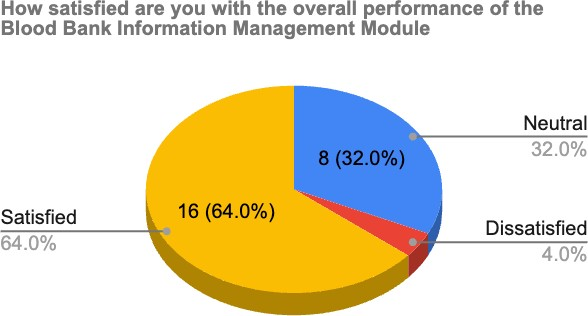 How satisfied are you with the overall performance of the
Blood Bank Information Management Module
Neutral
32.0%
8 (32.0%)
16 (64.0%)
Satisfied
64.0%
Dissatisfied
4.0%